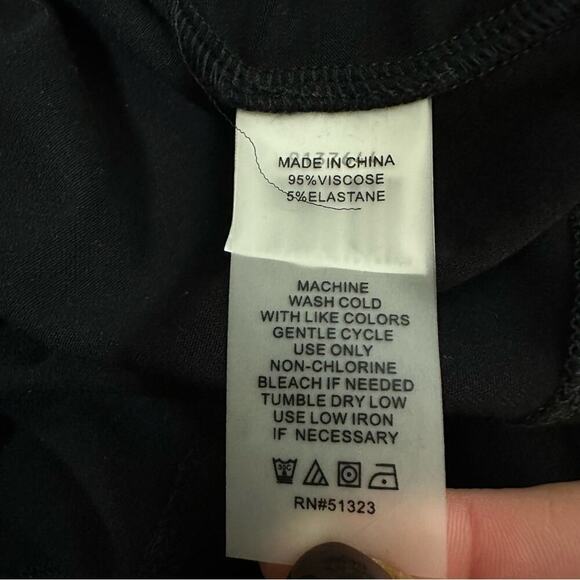 MADE IN CHINA
95%VISCOSE
5%ELASTANE
MACHINE
WASH COLD
WITH LIKE COLORS
GENTLE CYCLE
USE ONLY
NON-CHLORINE
BLEACH IF NEEDED
TUMBLE DRY LOW
USE LOW IRON
IF NECESSARY
RN#51323